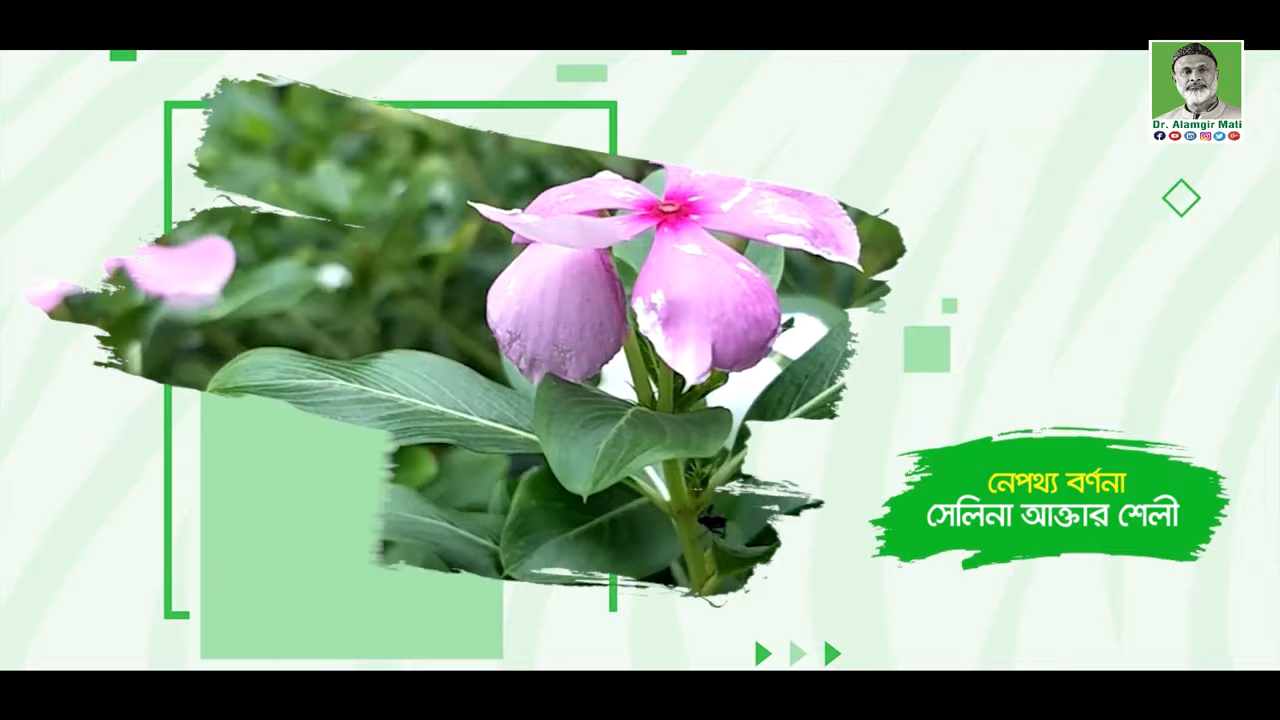 Dr. Alamgir Mati
নেপথ্য বর্ণনা
সেলিনা আক্তার শেলী